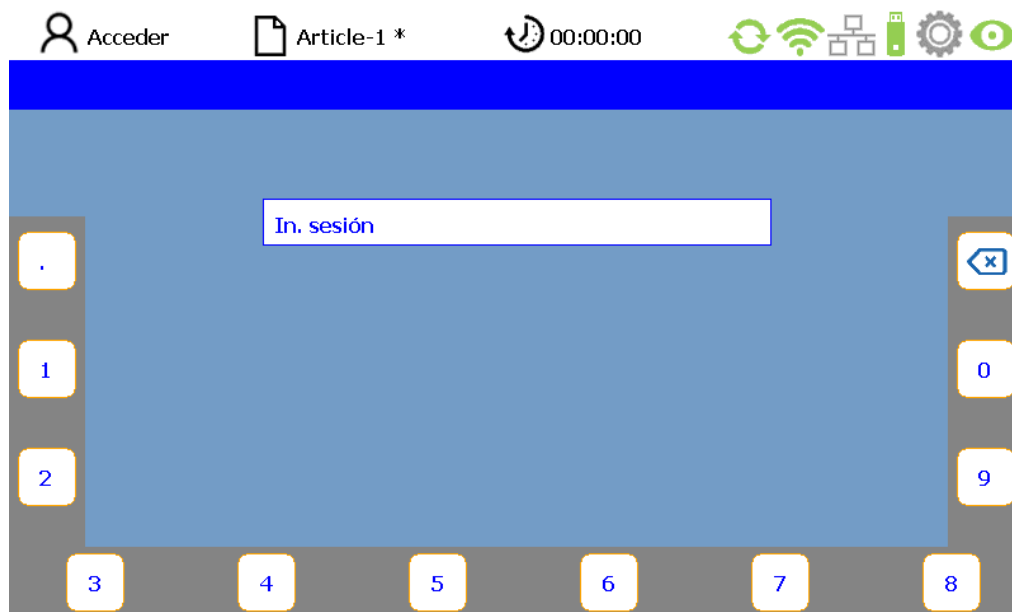 Acceder Article-1 * 00:00:00
In. sesión
.
1 0
2 9
3 4 5 6 7 8